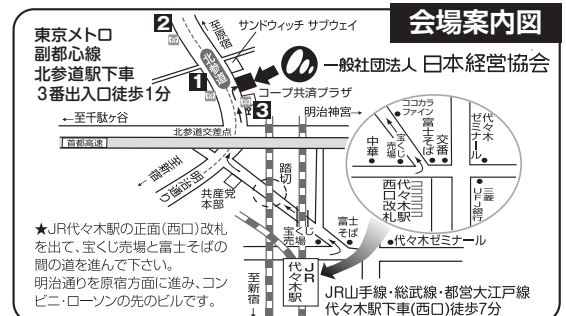 会場案内図
東京メトロ
副都心線
北参道駅下車
3番出入口徒歩1分
2
至原宿
サンドウィッチ サブウェイ
北参道
1
一般社団法人 日本経営協会
コープ共済プラザ
3
←至千駄ヶ谷
明治神宮→
北参道交差点
首都高速
至新宿
明治通り
共産党
本部
踏切
宝くじ
売場
富士
そば
ココカラ
ファイン
中華
宝くじ
売場
富士そば
交番
代々木
ゼミナール
代々木駅
西口改札
三菱
UFJ銀行
代々木ゼミナール
★JR代々木駅の正面(西口)改札
を出て、宝くじ売場と富士そばの
間の道を進んで下さい。
明治通りを原宿方面に進み、コン
ビニ・ローソンの先のビルです。
至新宿
JR
代々木駅
JR山手線・総武線・都営大江戸線
代々木駅下車(西口)徒歩7分